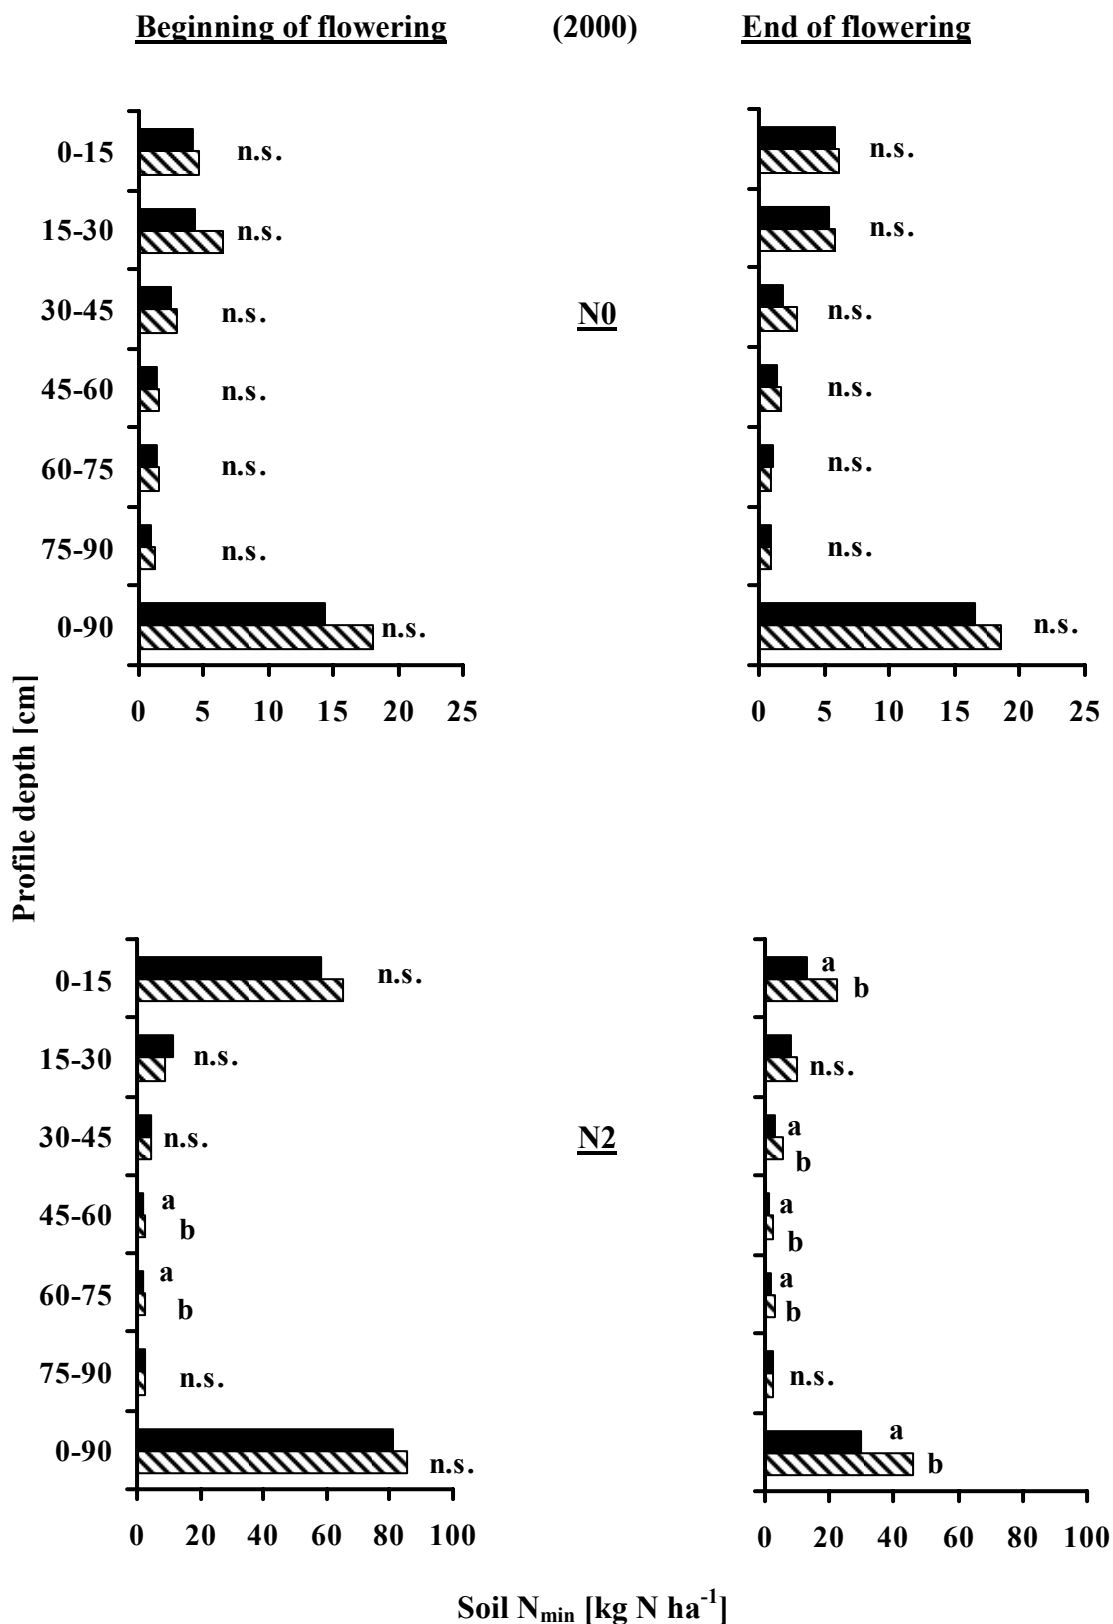 Beginning of flowering (2000) End of flowering
0-15 n.s. n.s.
15-30 n.s. n.s.
30-45 n.s. N0 n.s.
45-60 n.s. n.s.
60-75 n.s. n.s.
75-90 n.s. n.s.
0-90 n.s. n.s.
0 5 10 15 20 25 0 5 10 15 20 25
Profile depth [cm]
0-15 n.s. a b
15-30 n.s. n.s.
30-45 n.s. N2 a b
45-60 a b a b
60-75 a b a b
75-90 n.s. n.s.
0-90 n.s. a b
0 20 40 60 80 100 0 20 40 60 80 100
Soil Nmin [kg N ha-1]